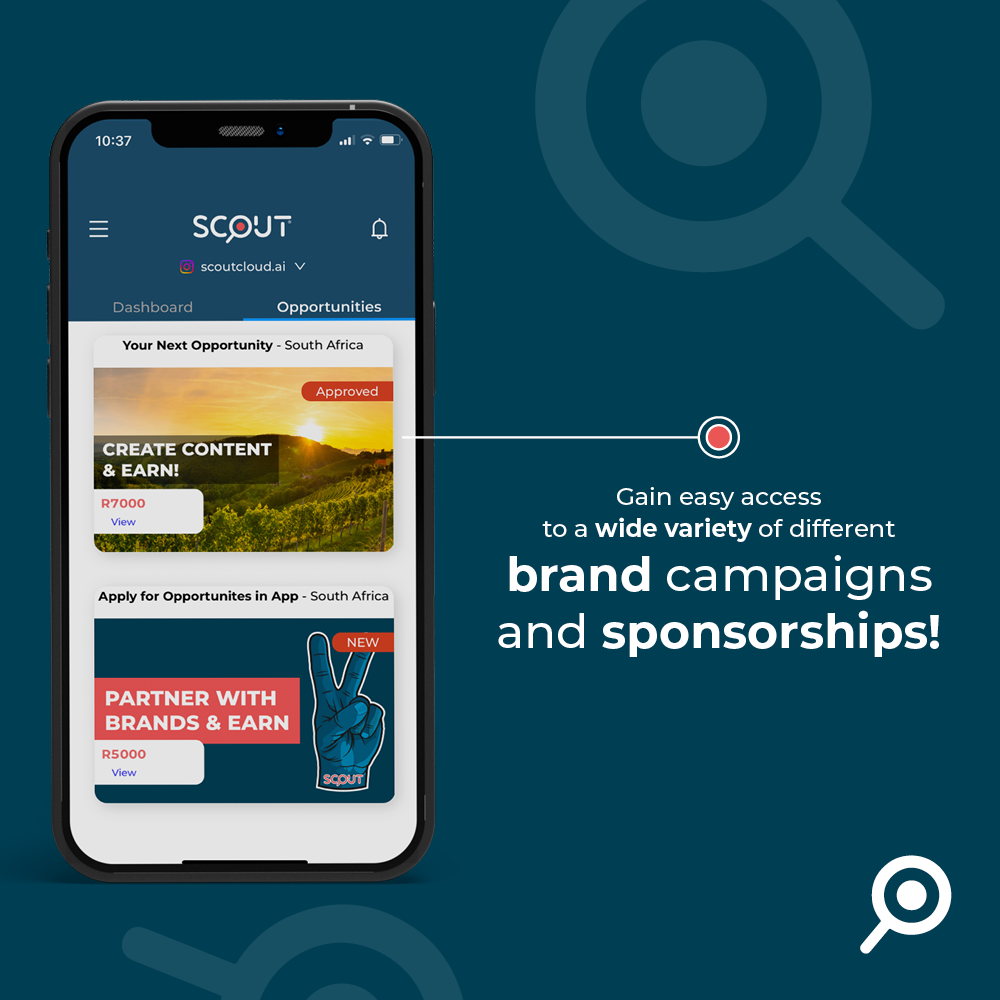 10:37
SCOUT
scoutcloud.ai
Dashboard Opportunities
Your Next Opportunity - South Africa
Approved
CREATE CONTENT
& EARN!
R7000
View
Apply for Opportunites in App - South Africa
NEW
PARTNER WITH
BRANDS & EARN
R5000
View
SCOUT
Gain easy access
to a wide variety of different
brand campaigns
and sponsorships!